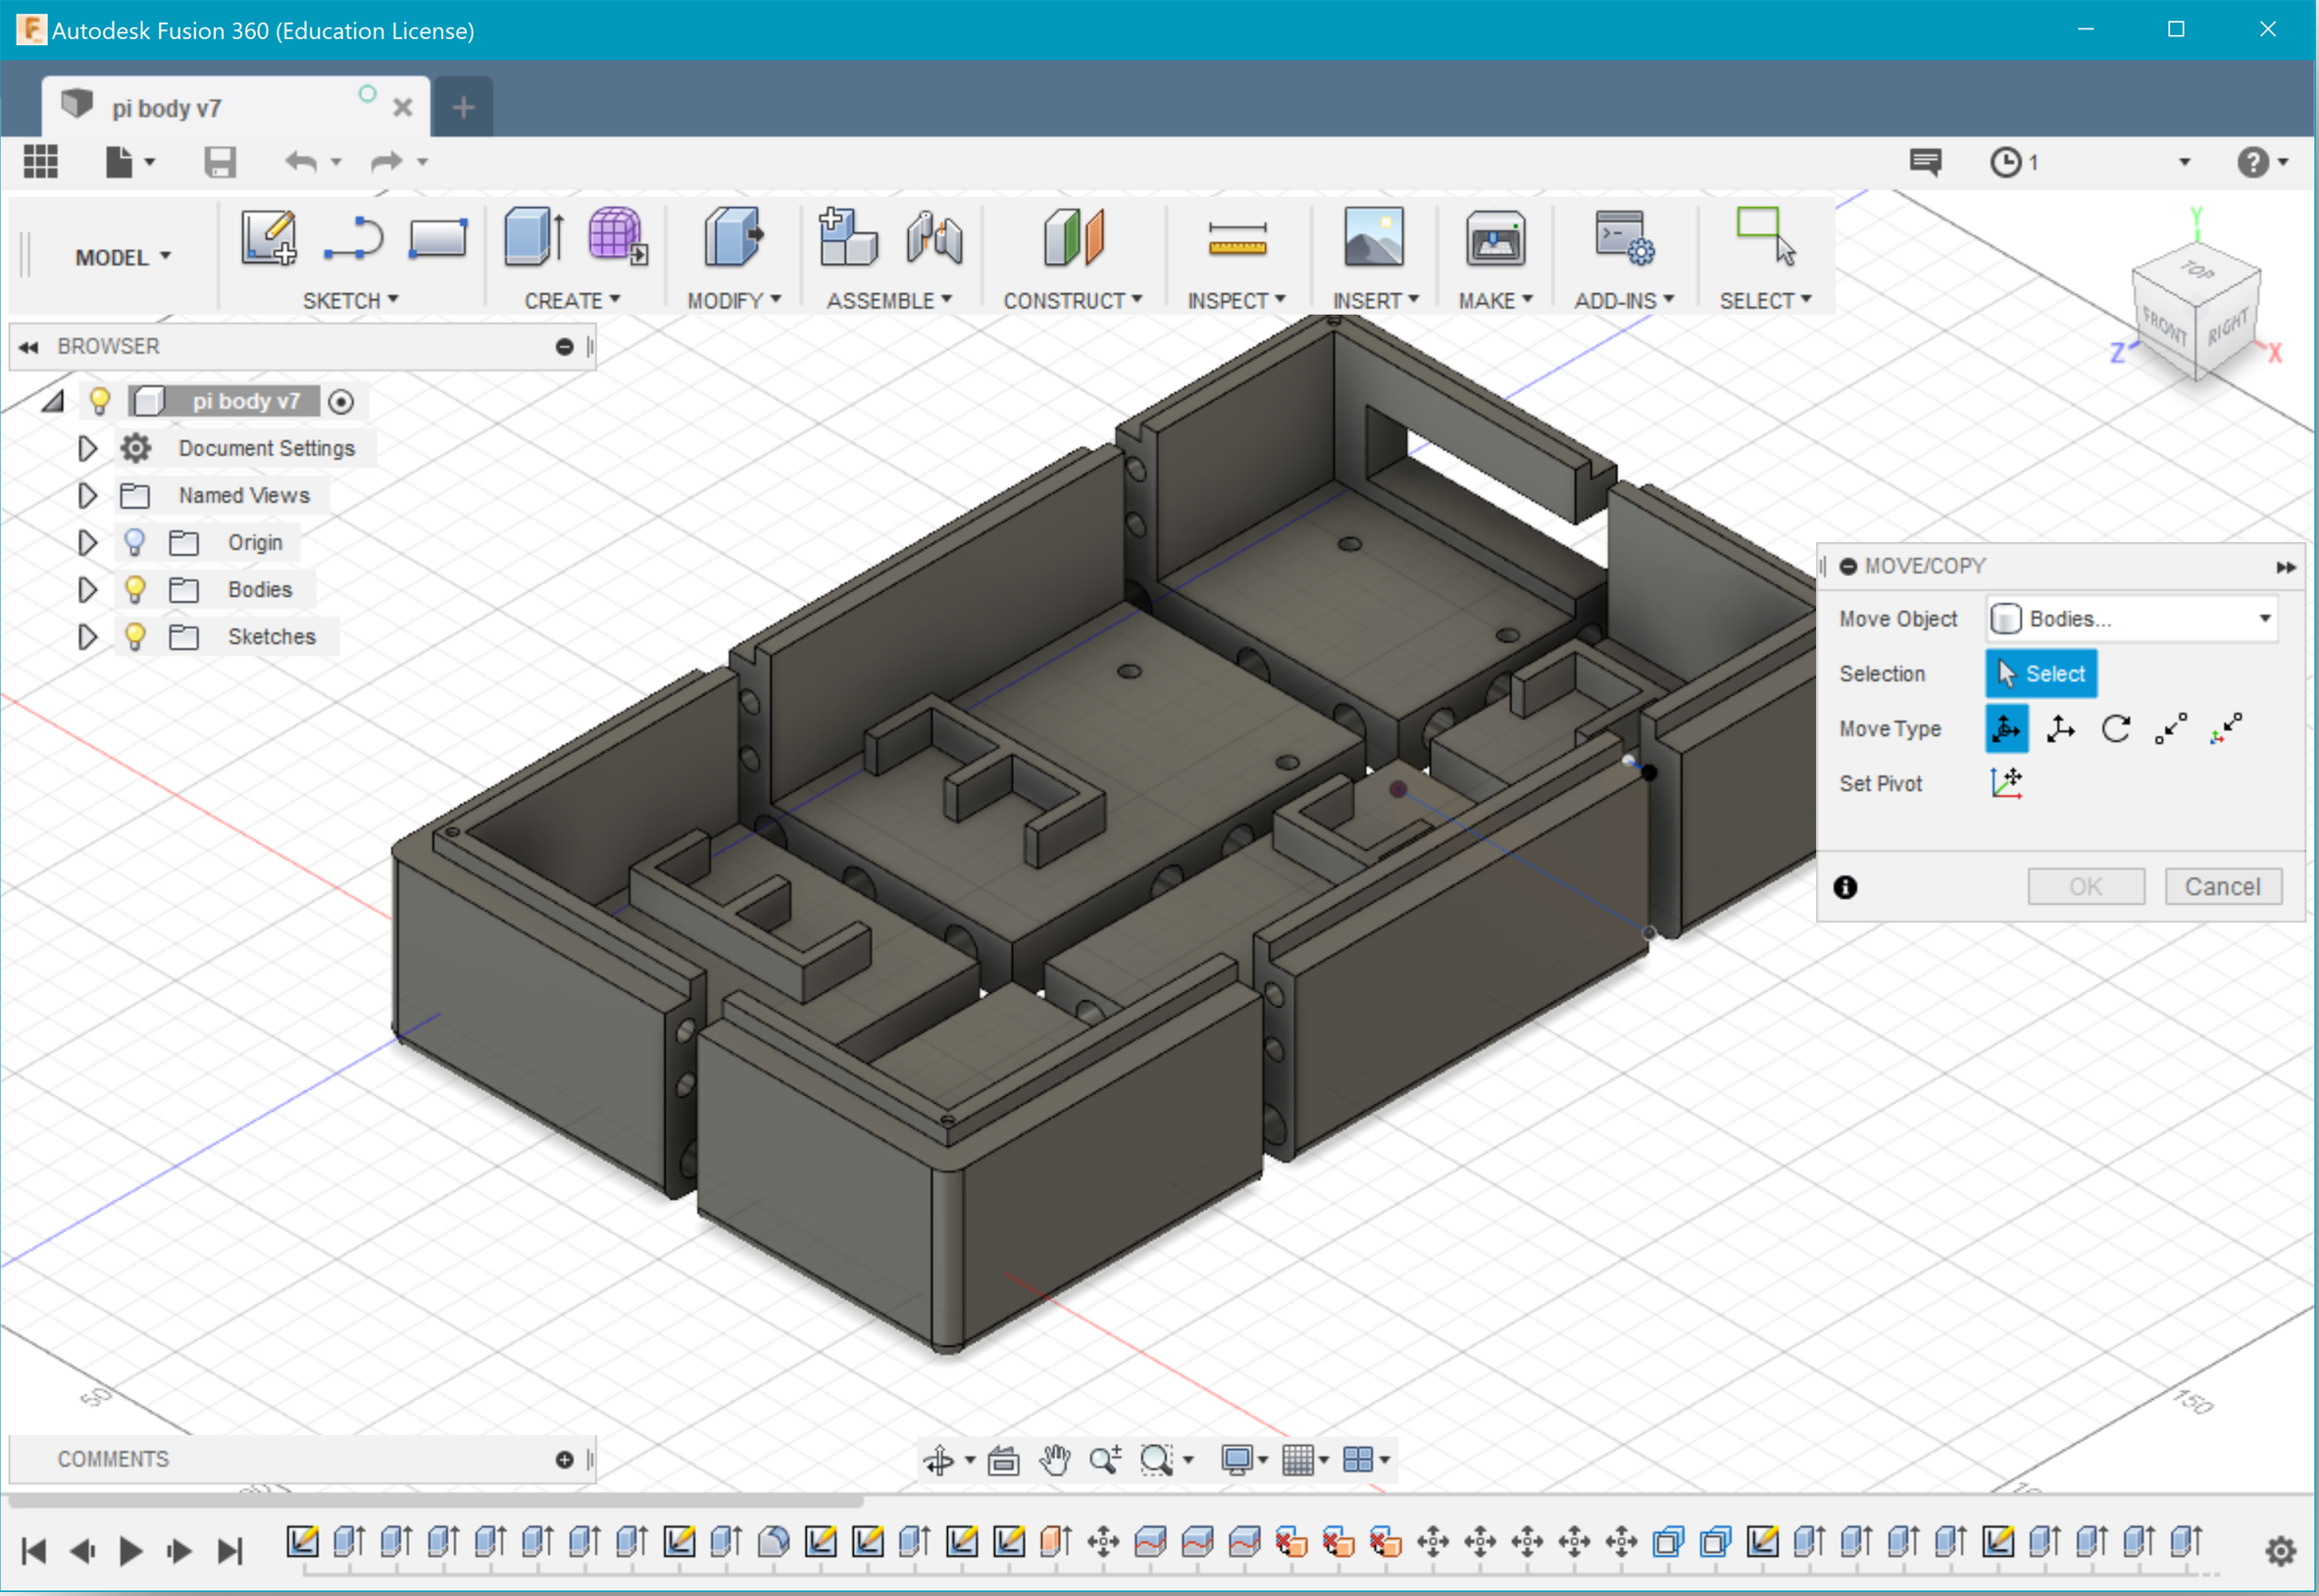 Autodesk Fusion 360 (Education License)
pi body v7
1
MODEL
SKETCH
CREATE
MODIFY
ASSEMBLE
CONSTRUCT
INSPECT
INSERT
MAKE
ADD-INS
SELECT
Y
TOP
FRONT
RIGHT
Z
X
BROWSER
pi body v7
Document Settings
Named Views
Origin
Bodies
Sketches
MOVE/COPY
Move Object
Bodies...
Selection
Select
Move Type
Set Pivot
OK
Cancel
50
150
COMMENTS